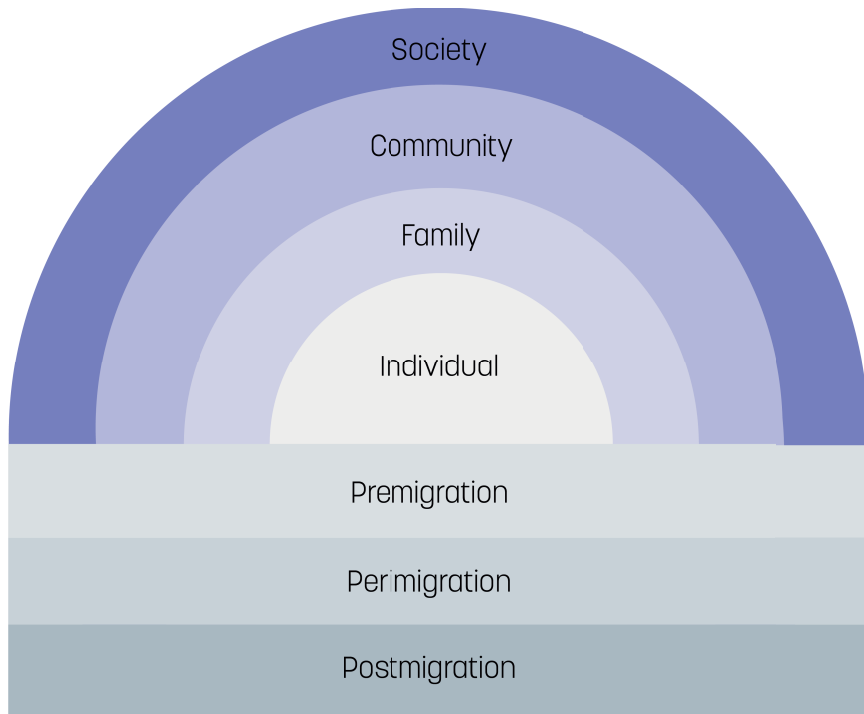 Society
Community
Family
Individual
Premigration
Perimigration
Postmigration